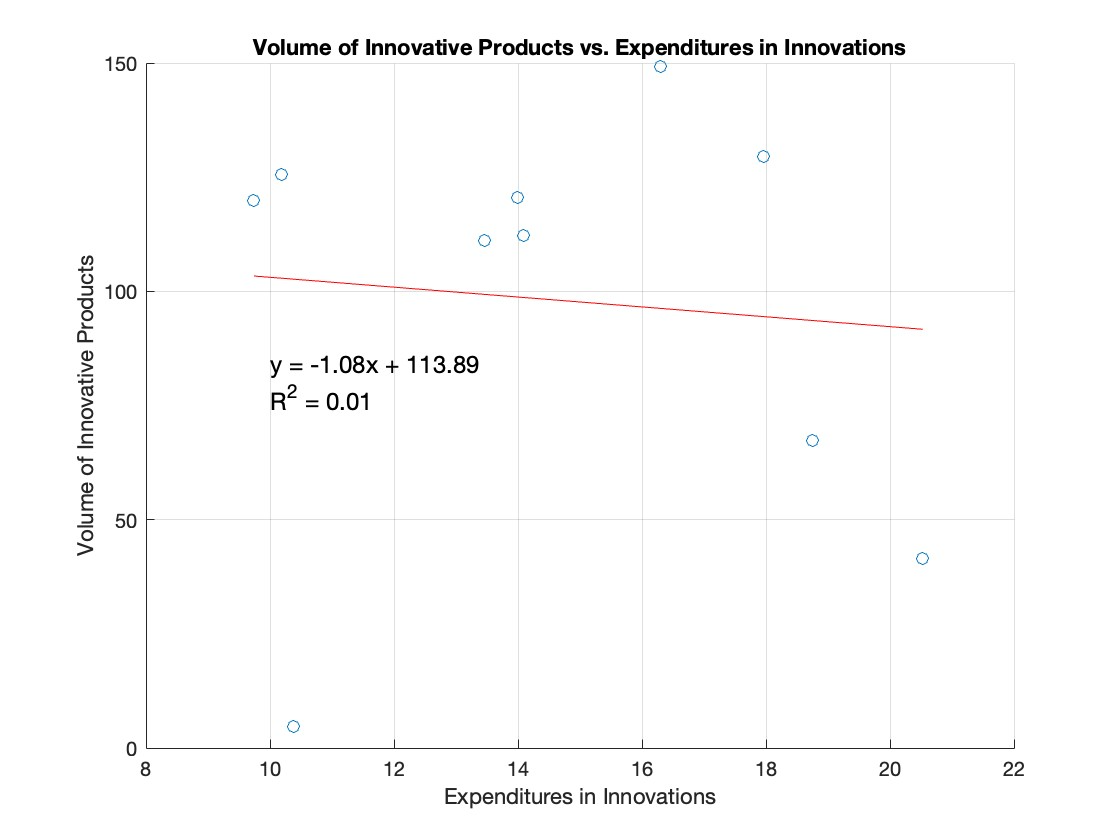 Volume of Innovative Products vs. Expenditures in Innovations
150
100
50
0
Volume of Innovative Products
y = -1.08x + 113.89
R² = 0.01
8 10 12 14 16 18 20 22
Expenditures in Innovations